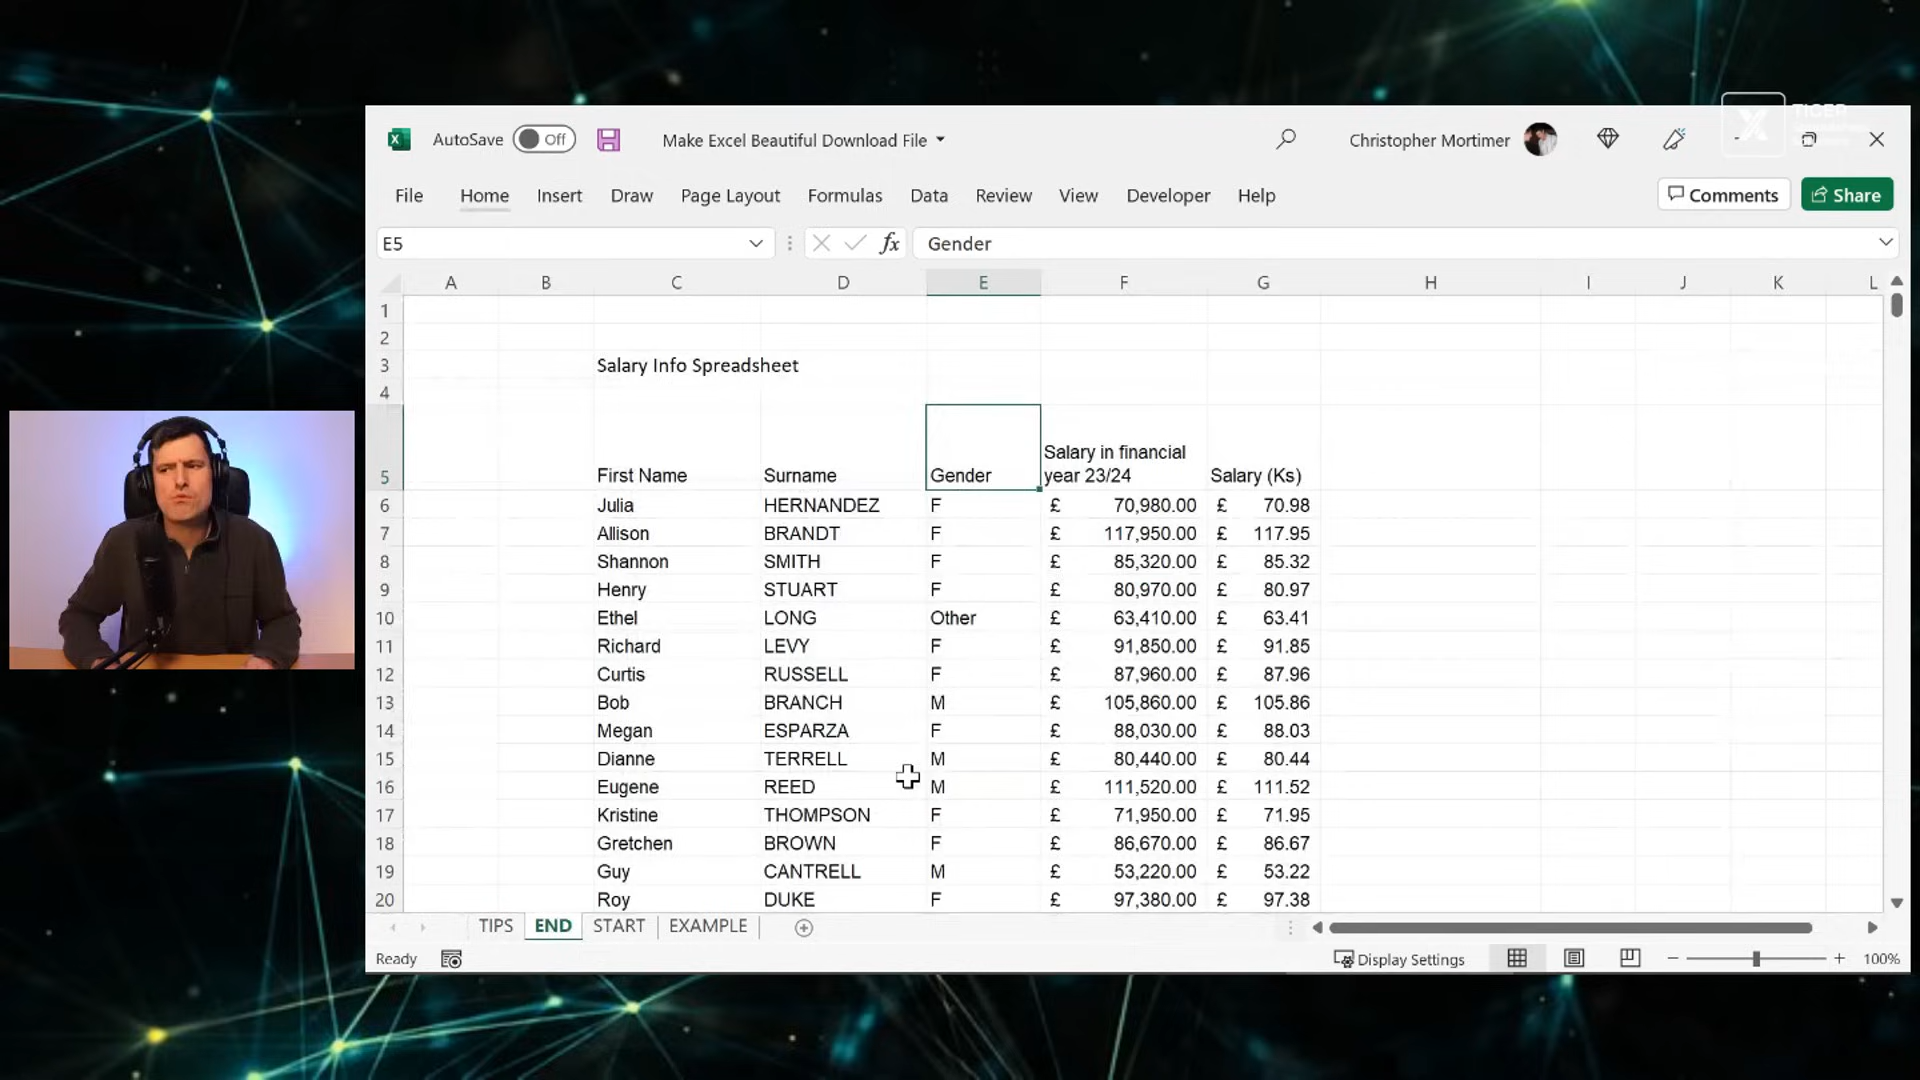 TIGER
AutoSave Off Make Excel Beautiful Download File Christopher Mortimer
File Home Insert Draw Page Layout Formulas Data Review View Developer Help Comments Share
E5 fx Gender
A B C D E F G H I J K L
1
2
3 Salary Info Spreadsheet
4
Salary in financial
5 First Name Surname Gender year 23/24 Salary (Ks)
6 Julia HERNANDEZ F £ 70,980.00 £ 70.98
7 Allison BRANDT F £ 117,950.00 £ 117.95
8 Shannon SMITH F £ 85,320.00 £ 85.32
9 Henry STUART F £ 80,970.00 £ 80.97
10 Ethel LONG Other £ 63,410.00 £ 63.41
11 Richard LEVY F £ 91,850.00 £ 91.85
12 Curtis RUSSELL F £ 87,960.00 £ 87.96
13 Bob BRANCH M £ 105,860.00 £ 105.86
14 Megan ESPARZA F £ 88,030.00 £ 88.03
15 Dianne TERRELL M £ 80,440.00 £ 80.44
16 Eugene REED M £ 111,520.00 £ 111.52
17 Kristine THOMPSON F £ 71,950.00 £ 71.95
18 Gretchen BROWN F £ 86,670.00 £ 86.67
19 Guy CANTRELL M £ 53,220.00 £ 53.22
20 Roy DUKE F £ 97,380.00 £ 97.38
TIPS END START EXAMPLE
Ready Display Settings 100%